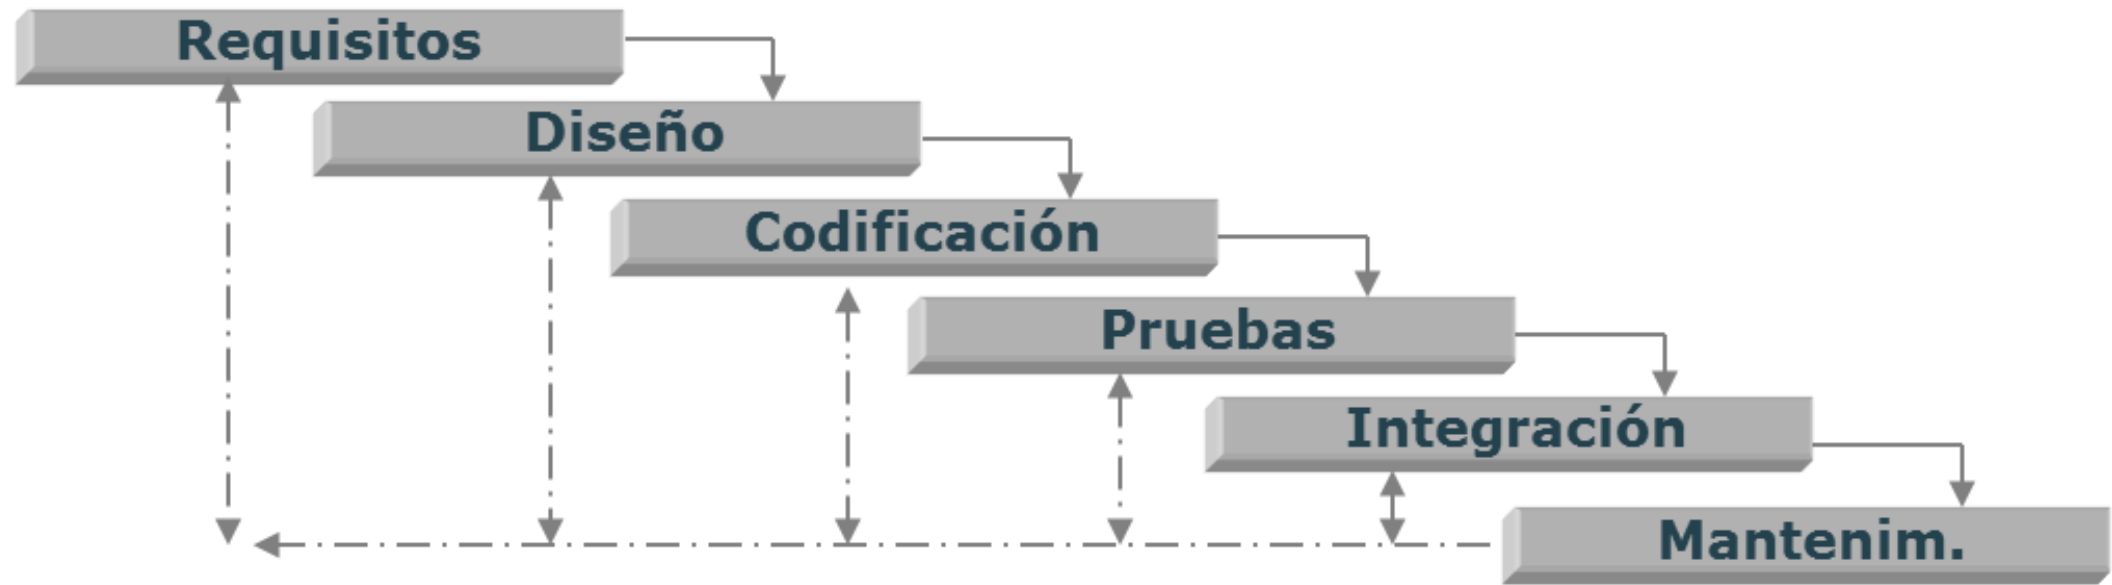 Requisitos
Diseño
Codificación
Pruebas
Integración
Mantenim.